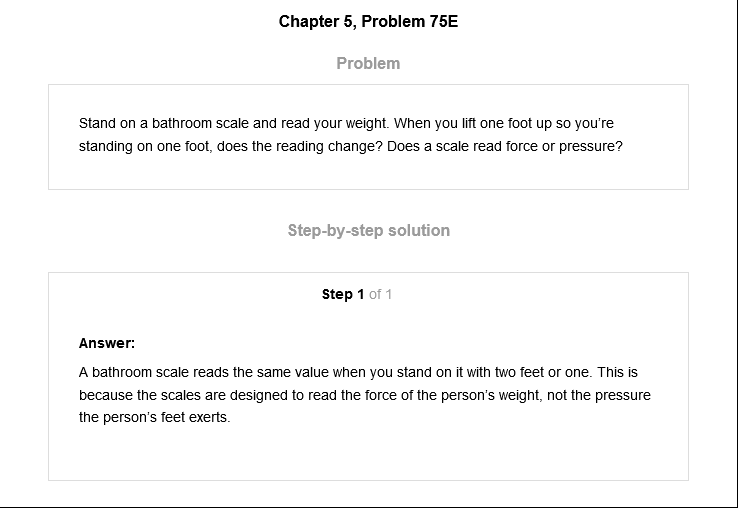 Chapter 5, Problem 75E
Problem
Stand on a bathroom scale and read your weight. When you lift one foot up so you’re
standing on one foot, does the reading change? Does a scale read force or pressure?
Step-by-step solution
Step 1 of 1
Answer:
A bathroom scale reads the same value when you stand on it with two feet or one. This is
because the scales are designed to read the force of the person’s weight, not the pressure
the person’s feet exerts.